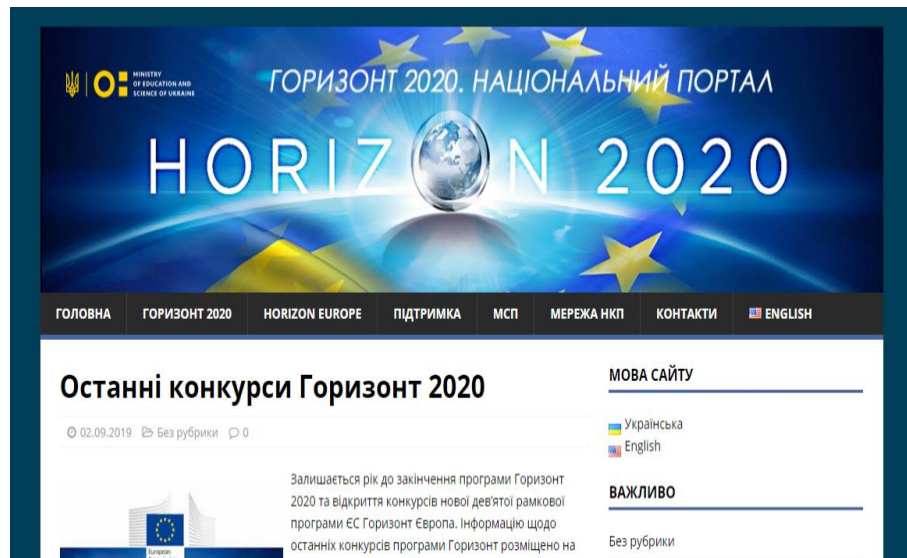 MINISTRY
OF EDUCATION AND
SCIENCE OF UKRAINE
ГОРИЗОНТ 2020. НАЦІОНАЛЬНИЙ ПОРТАЛ
HORIZON 2020
ГОЛОВНА ГОРИЗОНТ 2020 HORIZON EUROPE ПІДТРИМКА МСП МЕРЕЖА НКП КОНТАКТИ ENGLISH
Останні конкурси Горизонт 2020
02.09.2019 Без рубрики 0
Залишається рік до закінчення програми Горизонт
2020 та відкриття конкурсів нової дев'ятої рамкової
програми ЄС Горизонт Європа. Інформацію щодо
останніх конкурсів програми Горизонт розміщено на
European
МОВА САЙТУ
Українська
English
ВАЖЛИВО
Без рубрики